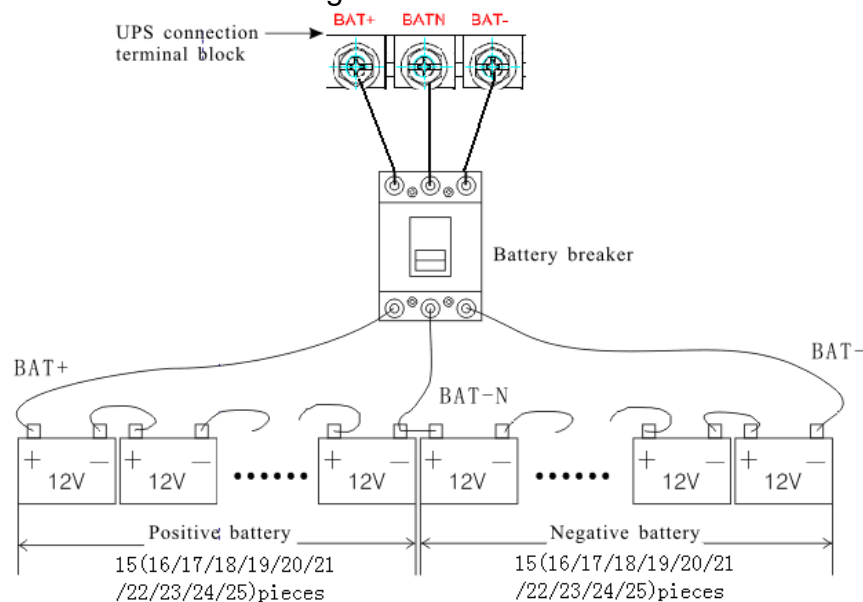 BAT+ BATN BAT-
UPS connection
terminal block
Battery breaker
BAT+
BAT-N
BAT-
+ — 12V
+ — 12V
+ 12V
+ — 12V
+ — 12V
+ — 12V
Positive battery
15(16/17/18/19/20/21
/22/23/24/25)pieces
Negative battery
15(16/17/18/19/20/21
/22/23/24/25)pieces